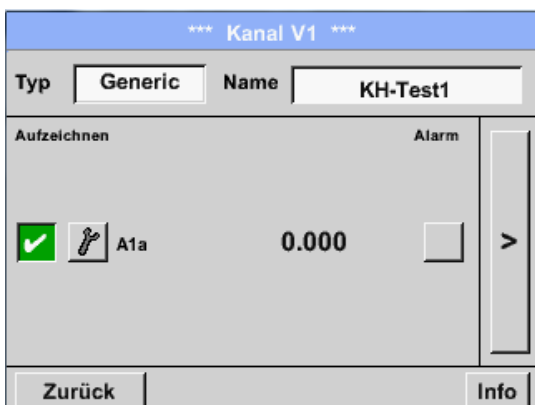 *** Kanal V1 ***
Typ Generic Name KH-Test1
Aufzeichnen Alarm
A1a 0.000 >
Zurück Info